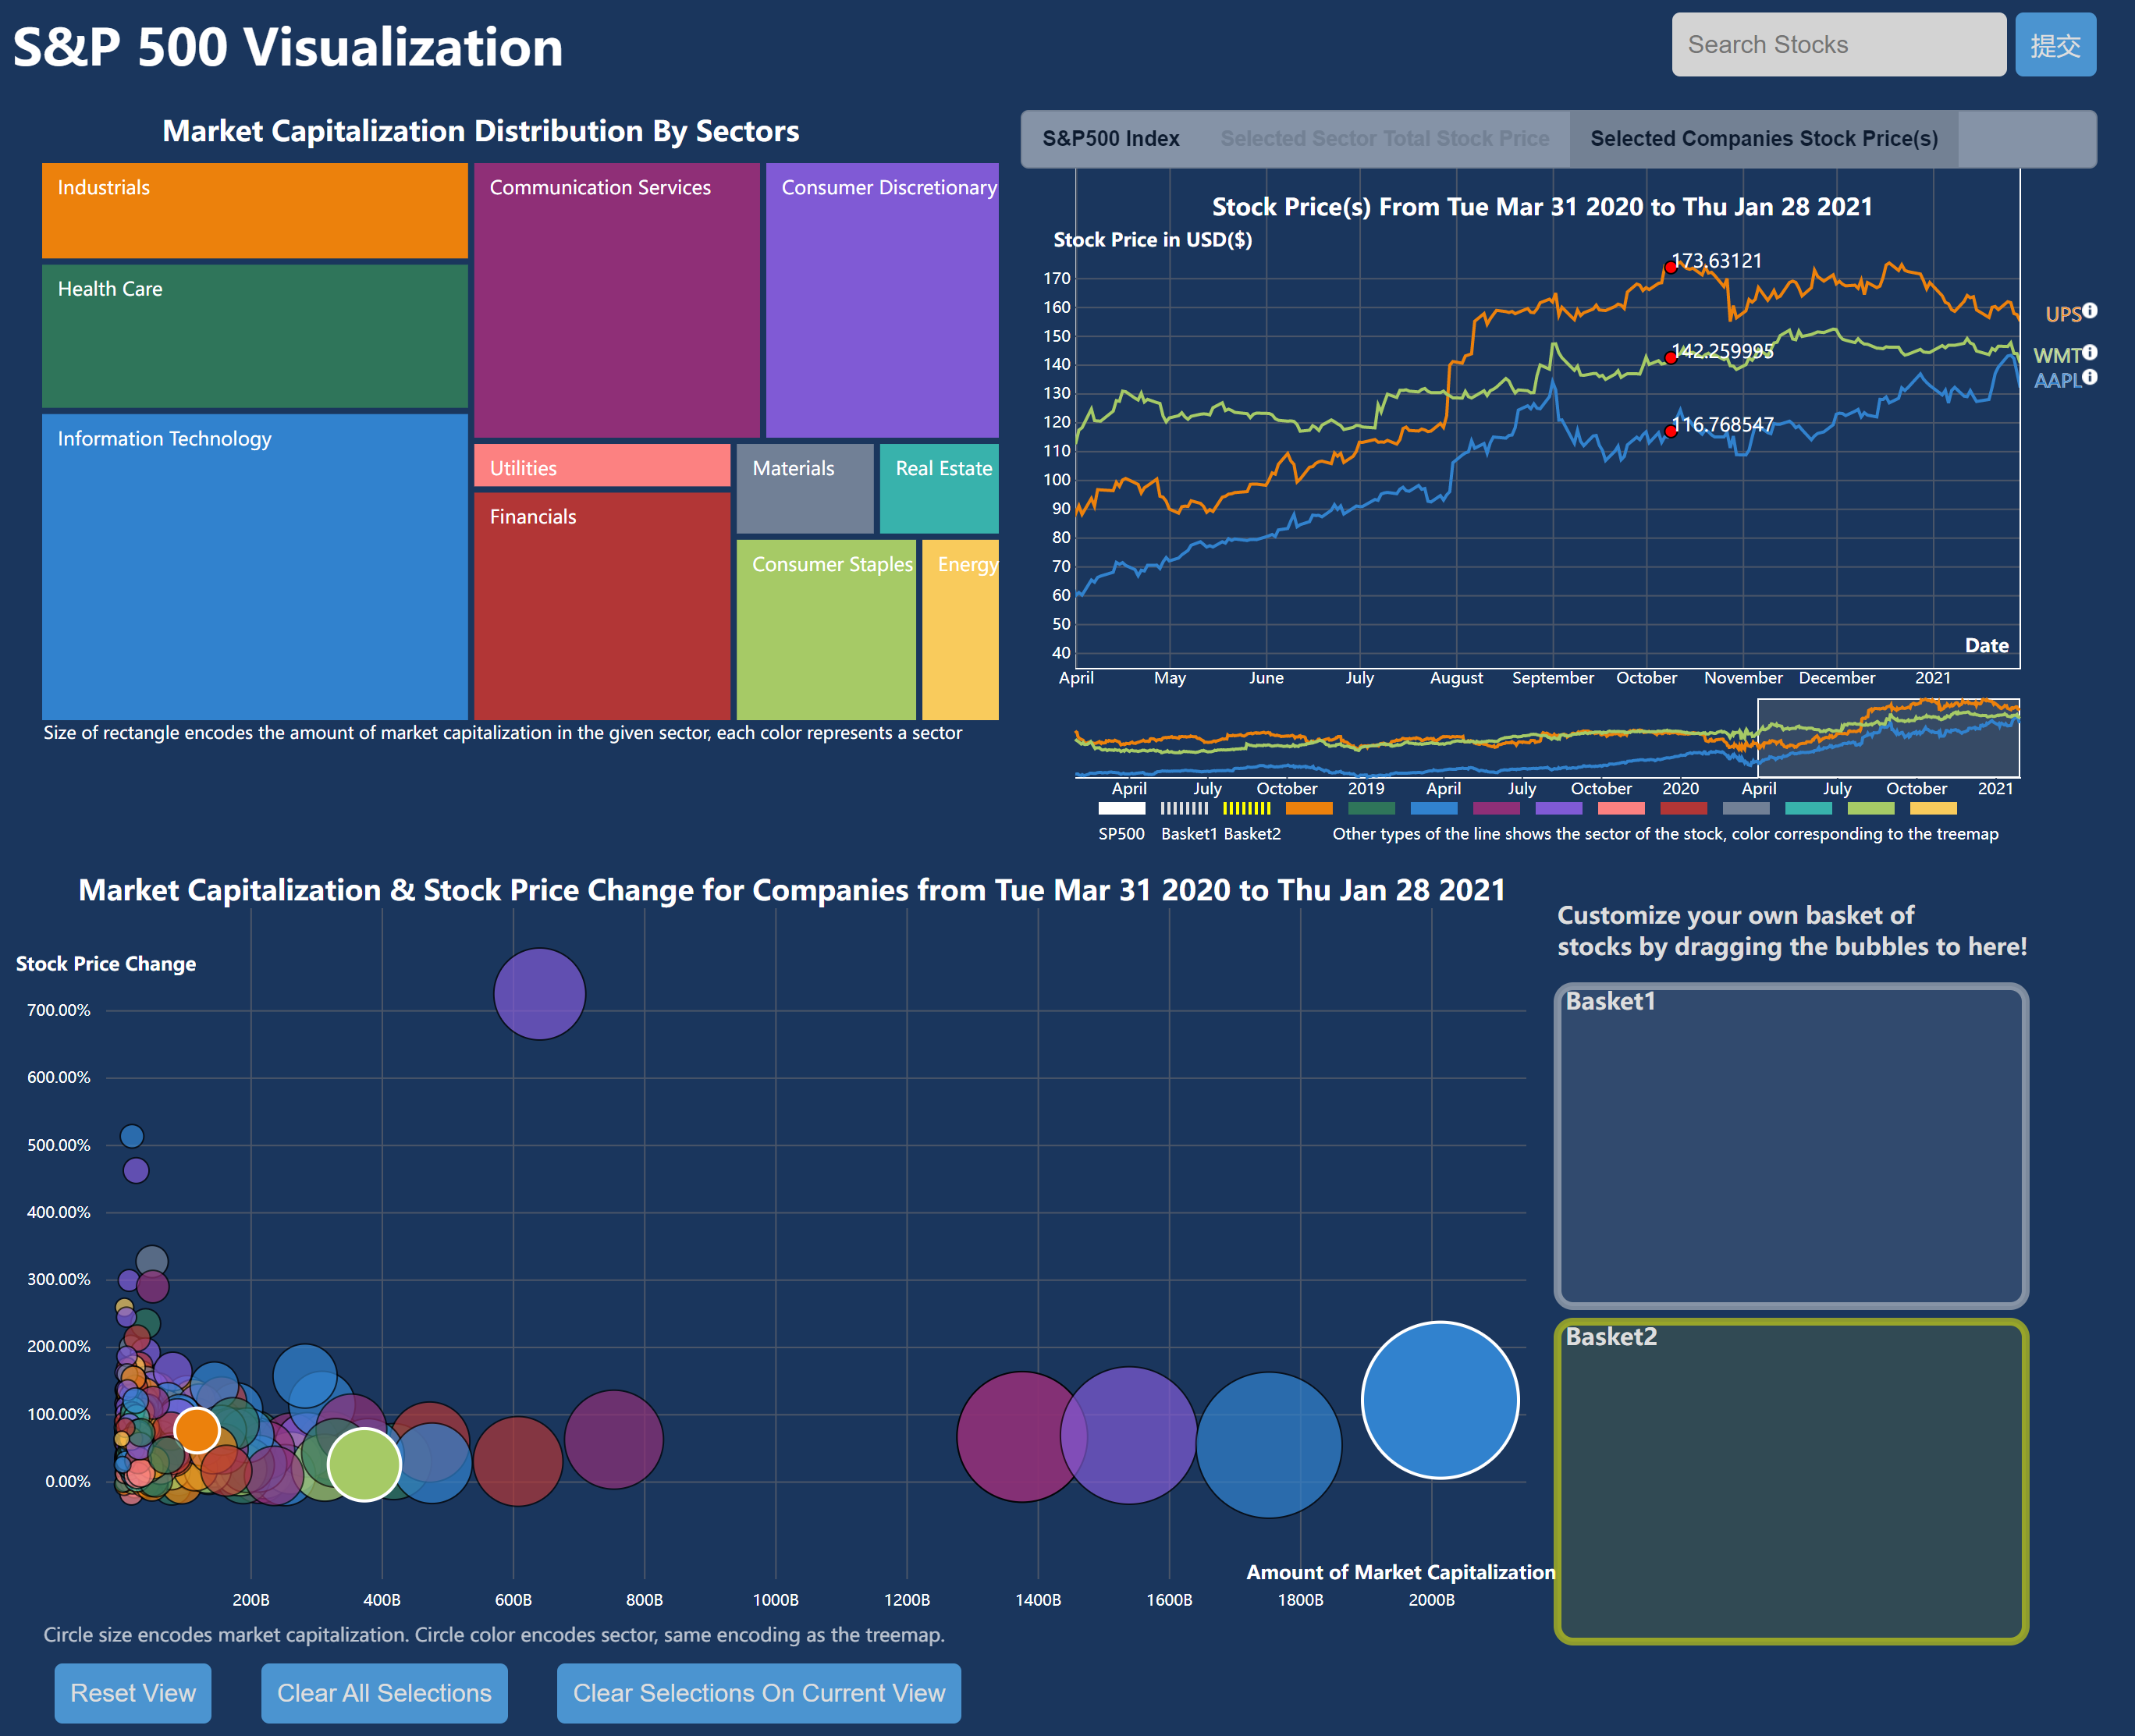 S&P 500 Visualization
Search Stocks
提交
Market Capitalization Distribution By Sectors
Industrials
Health Care
Information Technology
Communication Services
Consumer Discretionary
Utilities
Financials
Materials
Real Estate
Consumer Staples
Energy
Size of rectangle encodes the amount of market capitalization in the given sector, each color represents a sector
S&P500 Index
Selected Sector Total Stock Price
Selected Companies Stock Price(s)
Stock Price(s) From Tue Mar 31 2020 to Thu Jan 28 2021
Stock Price in USD($)
170
160
150
140
130
120
110
100
90
80
70
60
50
40
173.63121
142.259995
116.768547
UPS
WMT
AAPL
Date
April May June July August September October November December 2021
April July October 2019 April July October 2020 April July October 2021
SP500 Basket1 Basket2
Other types of the line shows the sector of the stock, color corresponding to the treemap
Market Capitalization & Stock Price Change for Companies from Tue Mar 31 2020 to Thu Jan 28 2021
Stock Price Change
700.00%
600.00%
500.00%
400.00%
300.00%
200.00%
100.00%
0.00%
Amount of Market Capitalization
200B 400B 600B 800B 1000B 1200B 1400B 1600B 1800B 2000B
Circle size encodes market capitalization. Circle color encodes sector, same encoding as the treemap.
Customize your own basket of
stocks by dragging the bubbles to here!
Basket1
Basket2
Reset View
Clear All Selections
Clear Selections On Current View